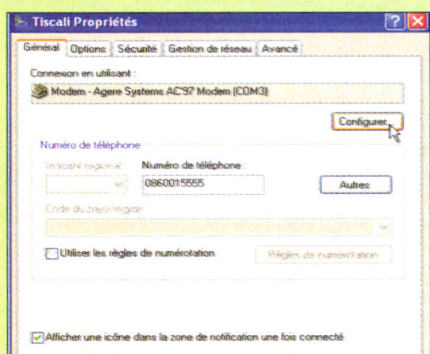 Tiscali Propriétés
Général Options Sécurité Gestion de réseau Avancé
Connexion en utilisant :
Modem - Agere Systems AC'97 Modem (COM3)
Configurer...
Numéro de téléphone
Indicatif régional : Numéro de téléphone :
0860015555 Autres
Code du pays/région :
Utiliser les règles de numérotation Règles de numérotation
Afficher une icône dans la zone de notification une fois connecté